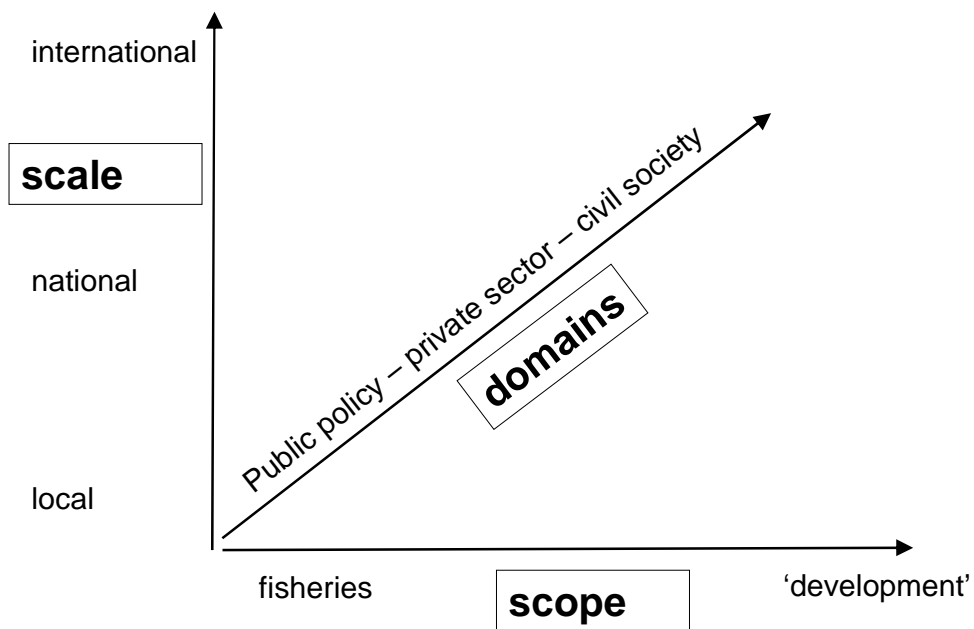 international
scale
national
local
Public policy – private sector – civil society
domains
fisheries
scope
‘development’